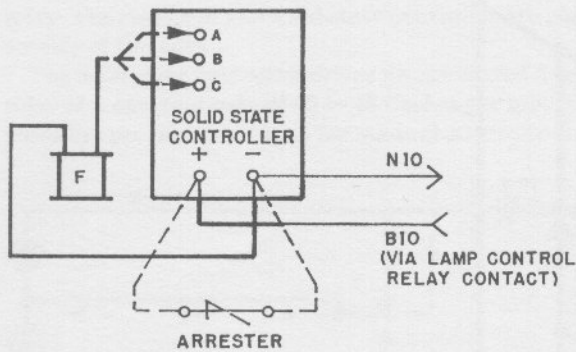 A
B
C
SOLID STATE
CONTROLLER
+ −
F
N10
B10
(VIA LAMP CONTROL
RELAY CONTACT)
ARRESTER